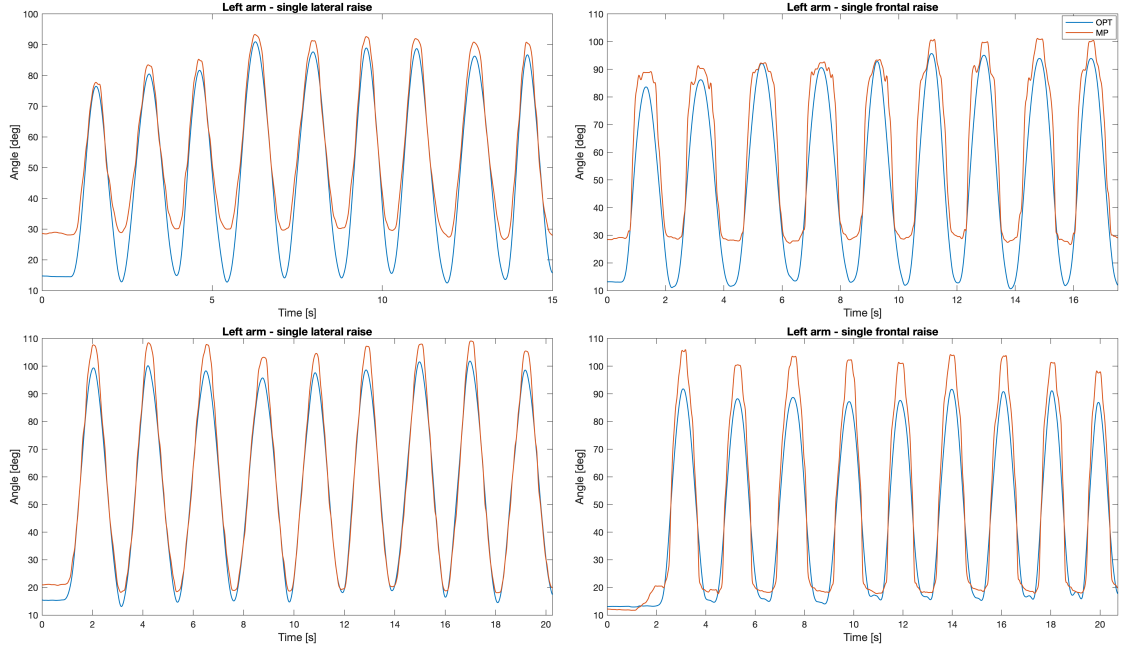 Left arm - single lateral raise
100
90
80
70
60
50
40
30
20
10
Angle [deg]
0 5 10 15
Time [s]
Left arm - single frontal raise
OPT
MP
110
100
90
80
70
60
50
40
30
20
10
Angle [deg]
0 2 4 6 8 10 12 14 16
Time [s]
Left arm - single lateral raise
110
100
90
80
70
60
50
40
30
20
10
Angle [deg]
0 2 4 6 8 10 12 14 16 18 20
Time [s]
Left arm - single frontal raise
110
100
90
80
70
60
50
40
30
20
10
Angle [deg]
0 2 4 6 8 10 12 14 16 18 20
Time [s]